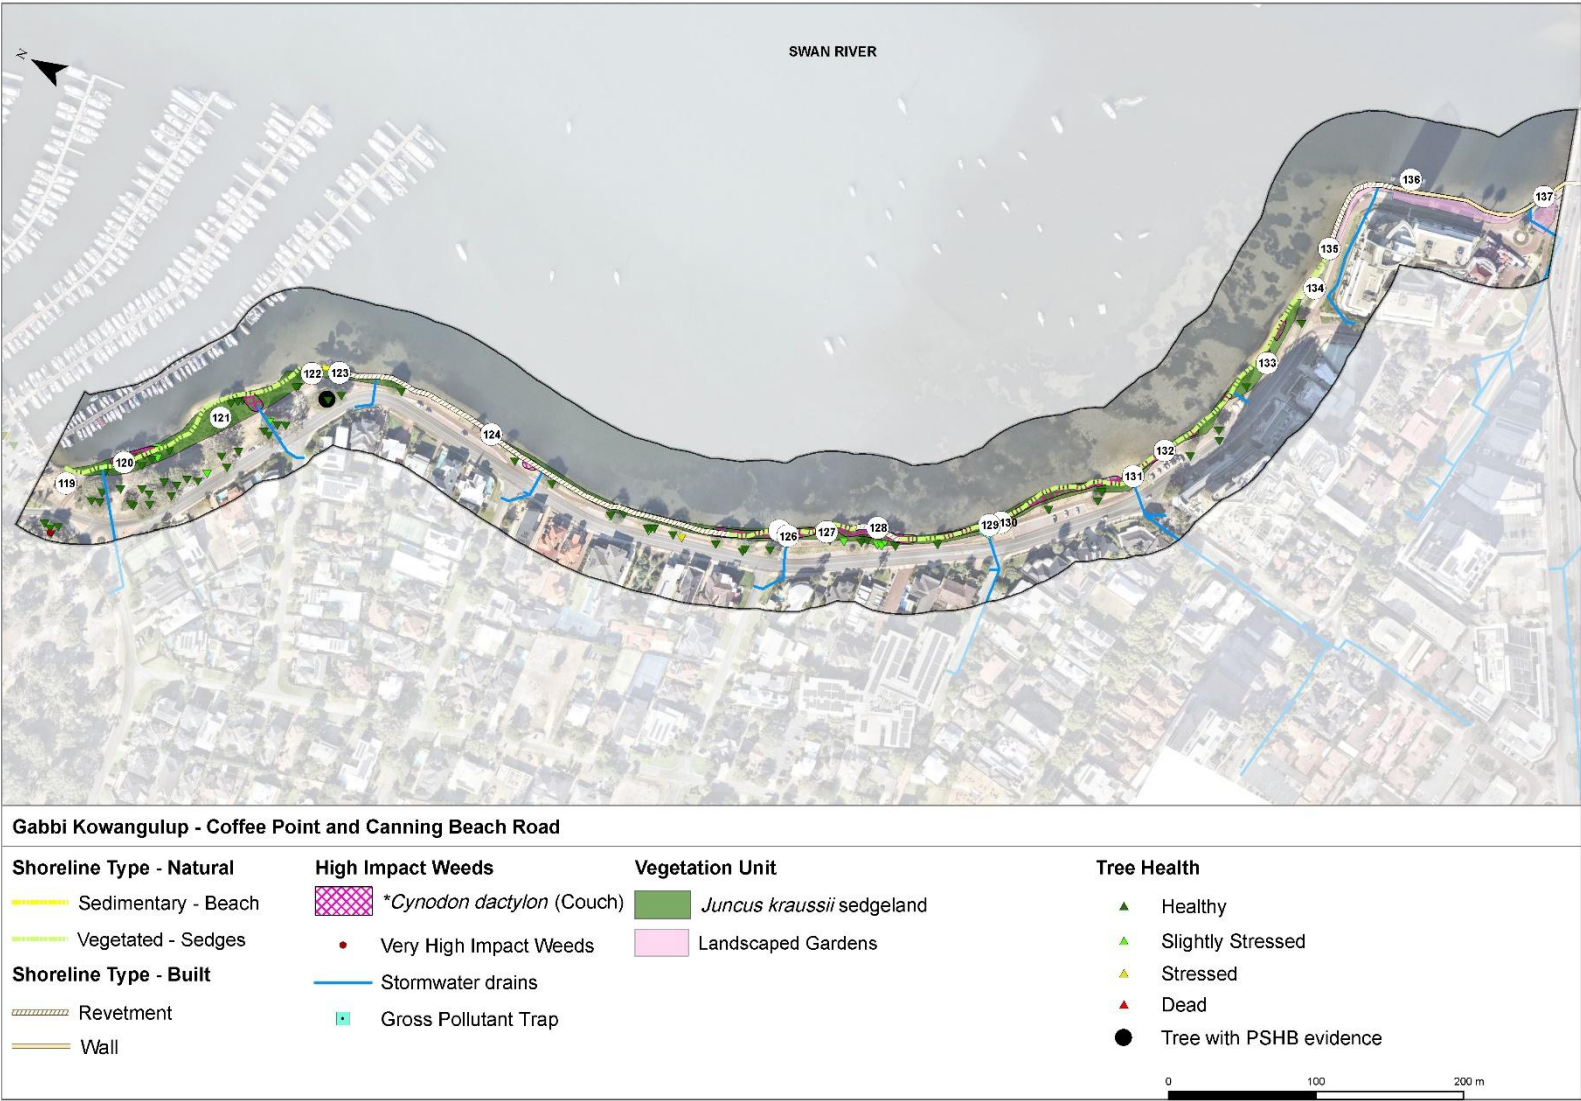 SWAN RIVER
N
136
137
135
134
133
122 123
121
124
132
120
131
119
126 127 128 129 130
Gabbi Kowangulup - Coffee Point and Canning Beach Road
Shoreline Type - Natural
Sedimentary - Beach
Vegetated - Sedges
Shoreline Type - Built
Revetment
Wall
High Impact Weeds
*Cynodon dactylon (Couch)
Very High Impact Weeds
Stormwater drains
Gross Pollutant Trap
Vegetation Unit
Juncus kraussii sedgeland
Landscaped Gardens
Tree Health
Healthy
Slightly Stressed
Stressed
Dead
Tree with PSHB evidence
0 100 200 m